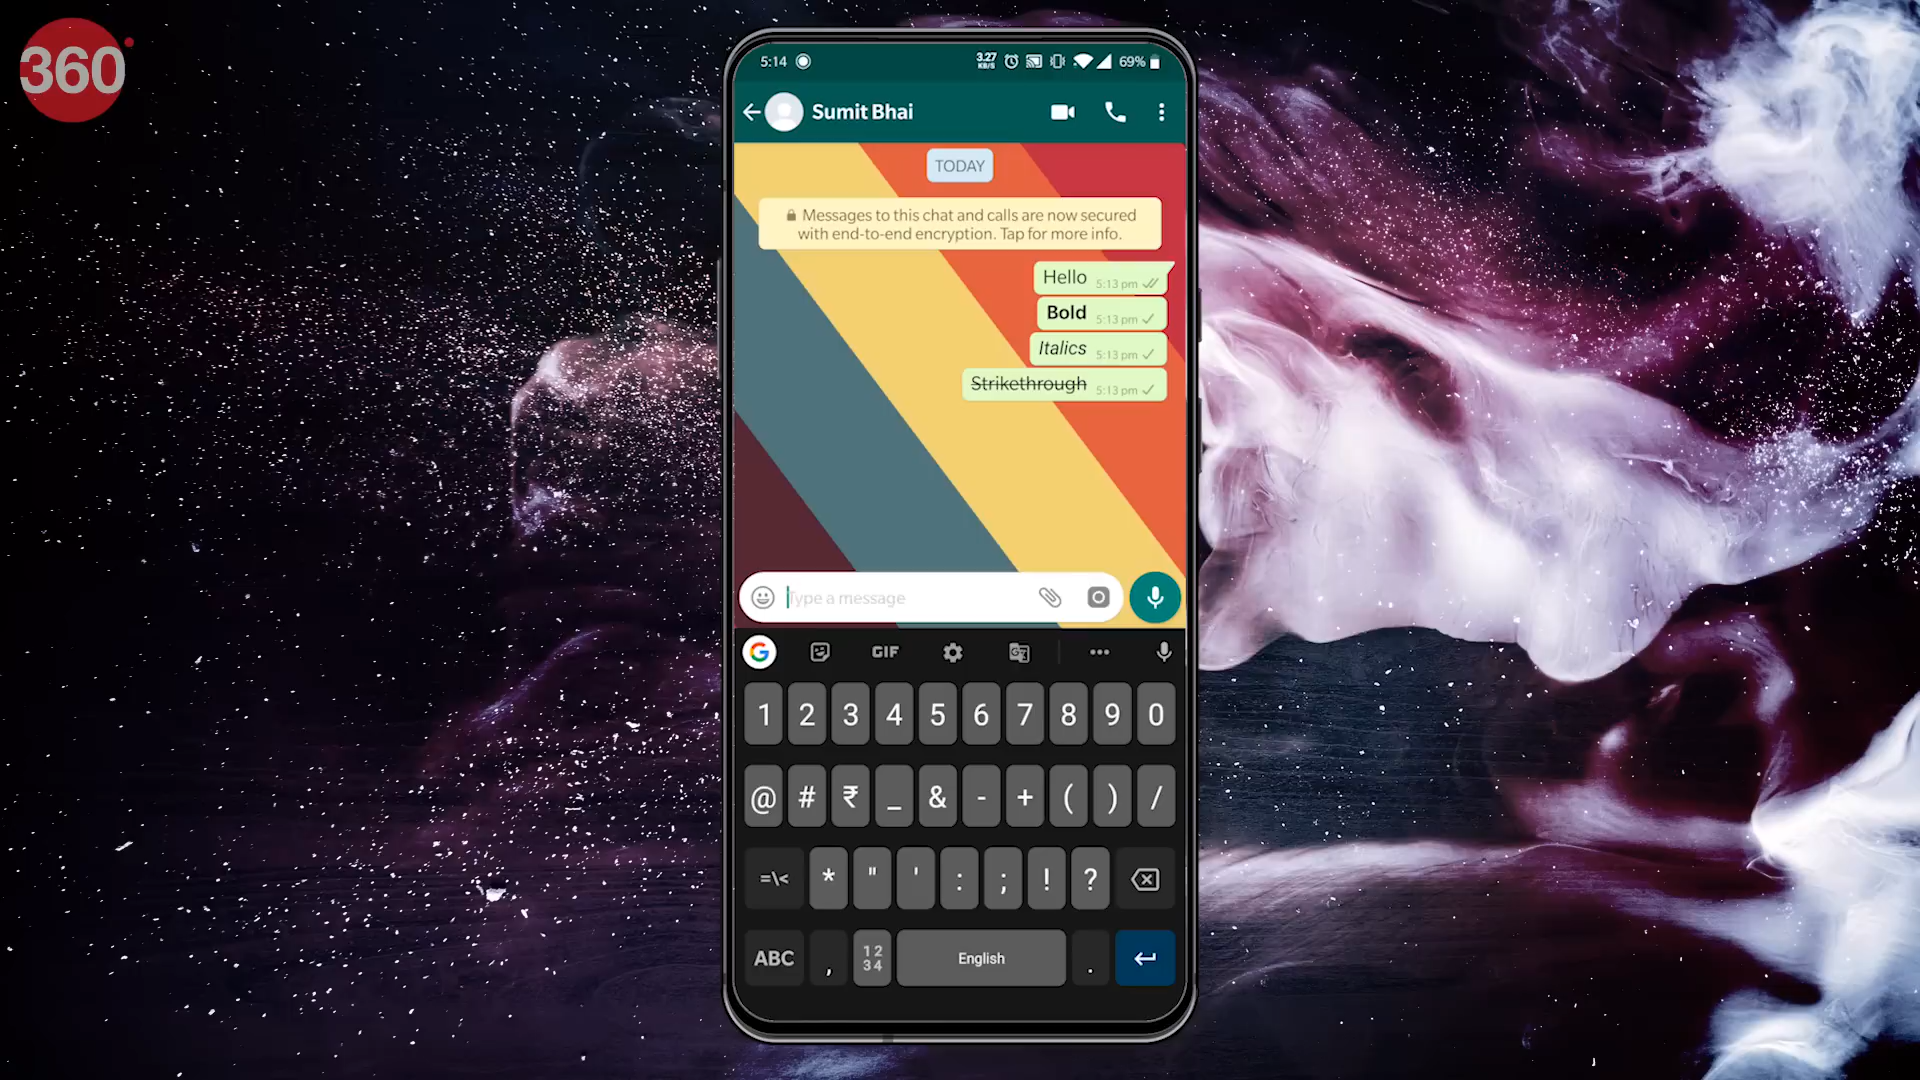 360
5:14
3.27
KB/S
69%
Sumit Bhai
TODAY
Messages to this chat and calls are now secured
with end-to-end encryption. Tap for more info.
Hello 5:13 pm
Bold 5:13 pm
Italics 5:13 pm
Strikethrough 5:13 pm
Type a message
G GIF
1 2 3 4 5 6 7 8 9 0
@ # ₹ _ & - + ( ) /
=\< * " ' : ; ! ?
ABC , 12 English .
34